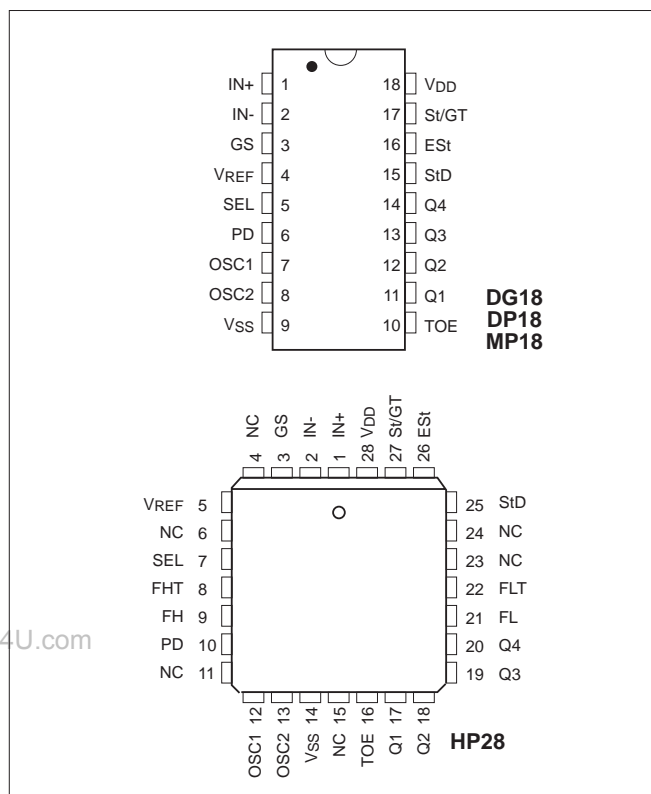 IN+ 1 18 VDD
IN- 2 17 St/GT
GS 3 16 ESt
VREF 4 15 StD
SEL 5 14 Q4
PD 6 13 Q3
OSC1 7 12 Q2
OSC2 8 11 Q1
VSS 9 10 TOE
DG18
DP18
MP18
NC GS IN- IN+ VDD St/GT ESt
4 3 2 1 28 27 26
VREF 5 25 StD
NC 6 24 NC
SEL 7 23 NC
FHT 8 22 FLT
FH 9 21 FL
PD 10 20 Q4
NC 11 19 Q3
12 13 14 15 16 17 18
OSC1 OSC2 VSS NC TOE Q1 Q2
HP28
4U.com